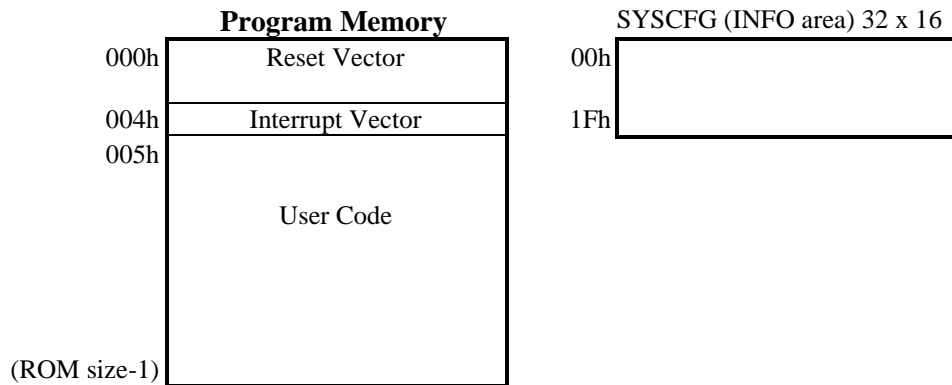 Program Memory
SYSCFG (INFO area) 32 x 16
000h
Reset Vector
00h
004h
Interrupt Vector
1Fh
005h
User Code
(ROM size-1)